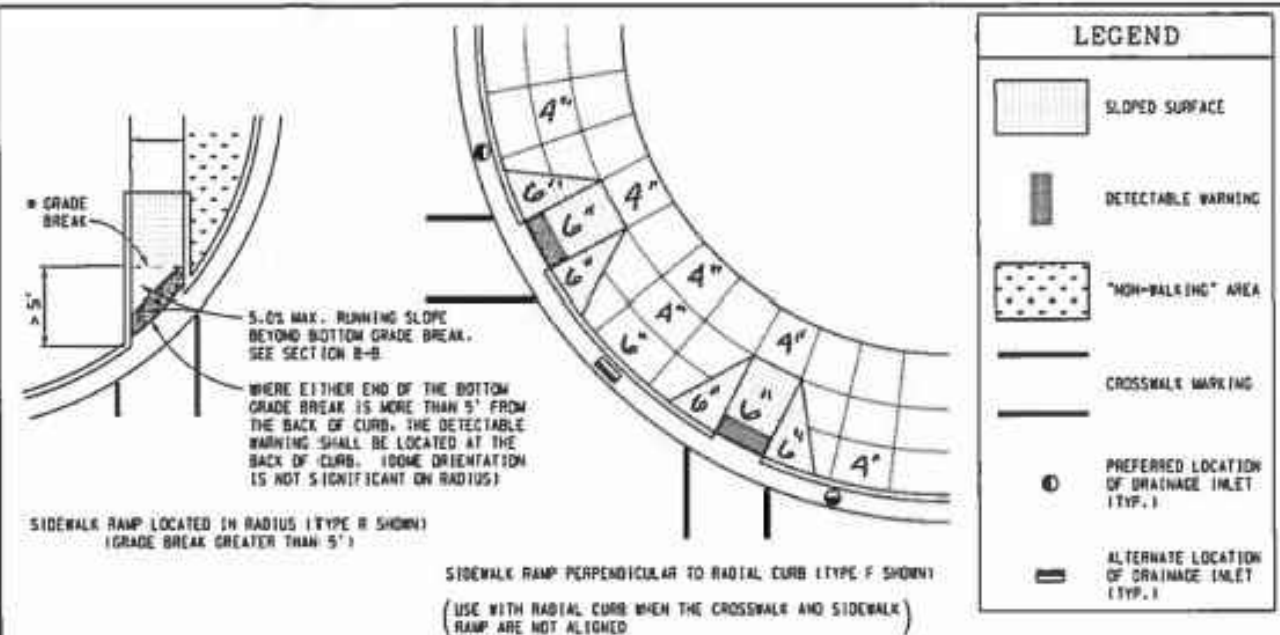 * GRADE
BREAK
>5'
5.0% MAX. RUNNING SLOPE
BEYOND BOTTOM GRADE BREAK.
SEE SECTION B-B
WHERE EITHER END OF THE BOTTOM
GRADE BREAK IS MORE THAN 5' FROM
THE BACK OF CURB, THE DETECTABLE
WARNING SHALL BE LOCATED AT THE
BACK OF CURB. (DOME ORIENTATION
IS NOT SIGNIFICANT ON RADIUS)
SIDEWALK RAMP LOCATED IN RADIUS (TYPE R SHOWN)
(GRADE BREAK GREATER THAN 5')
4"
6"
6"
4"
6"
4"
4"
6"
4"
6"
6"
6"
4"
SIDEWALK RAMP PERPENDICULAR TO RADIAL CURB (TYPE F SHOWN)
(USE WITH RADIAL CURB WHEN THE CROSSWALK AND SIDEWALK
RAMP ARE NOT ALIGNED)
LEGEND
SLOPED SURFACE
DETECTABLE WARNING
"NON-WALKING" AREA
CROSSWALK MARKING
PREFERRED LOCATION
OF DRAINAGE INLET
(TYP.)
ALTERNATE LOCATION
OF DRAINAGE INLET
(TYP.)